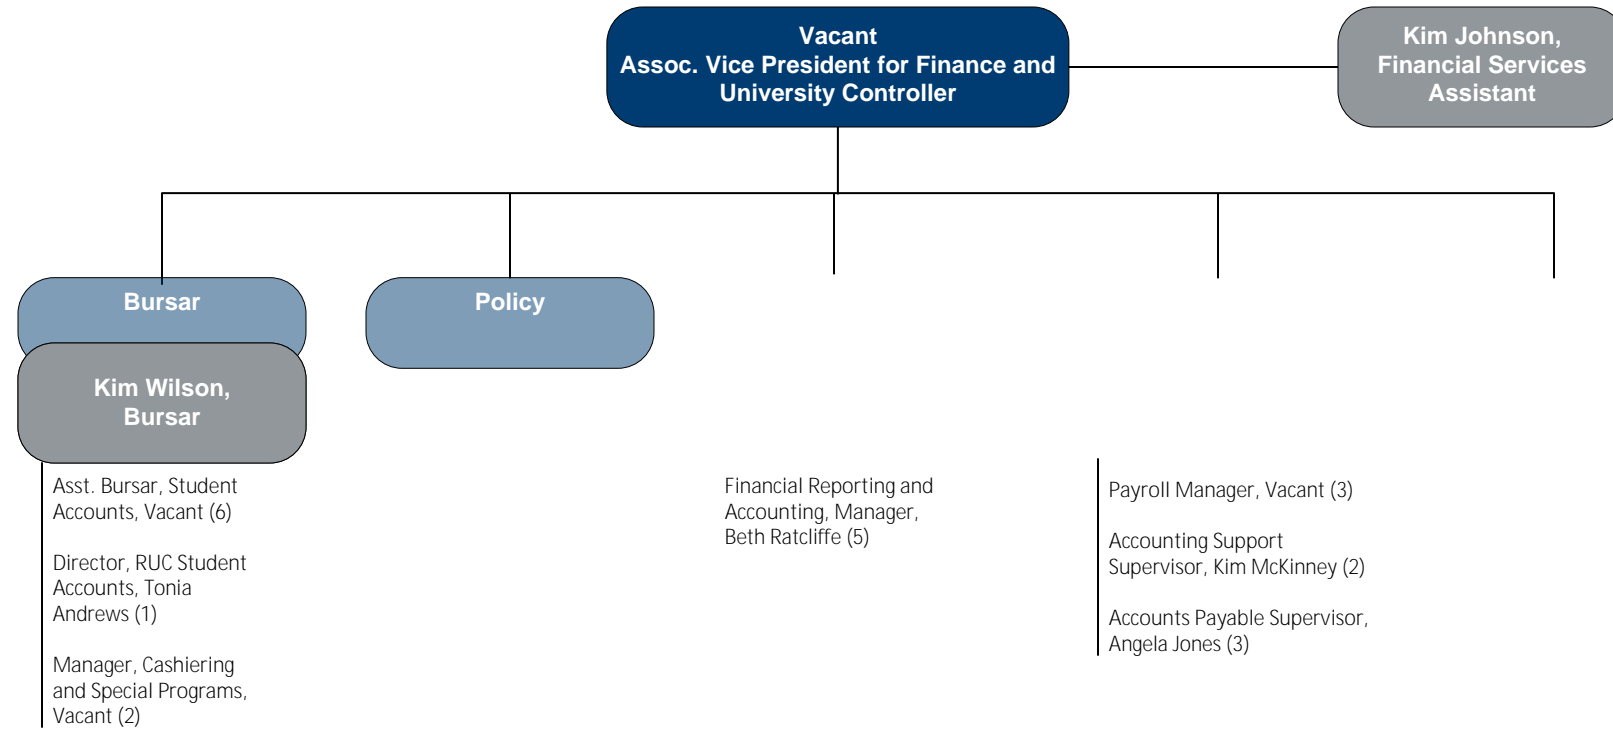 Vacant
Assoc. Vice President for Finance and
University Controller
Kim Johnson,
Financial Services
Assistant
Bursar
Policy
Kim Wilson,
Bursar
Asst. Bursar, Student
Accounts, Vacant (6)
Director, RUC Student
Accounts, Tonia
Andrews (1)
Manager, Cashiering
and Special Programs,
Vacant (2)
Financial Reporting and
Accounting, Manager,
Beth Ratcliffe (5)
Payroll Manager, Vacant (3)
Accounting Support
Supervisor, Kim McKinney (2)
Accounts Payable Supervisor,
Angela Jones (3)